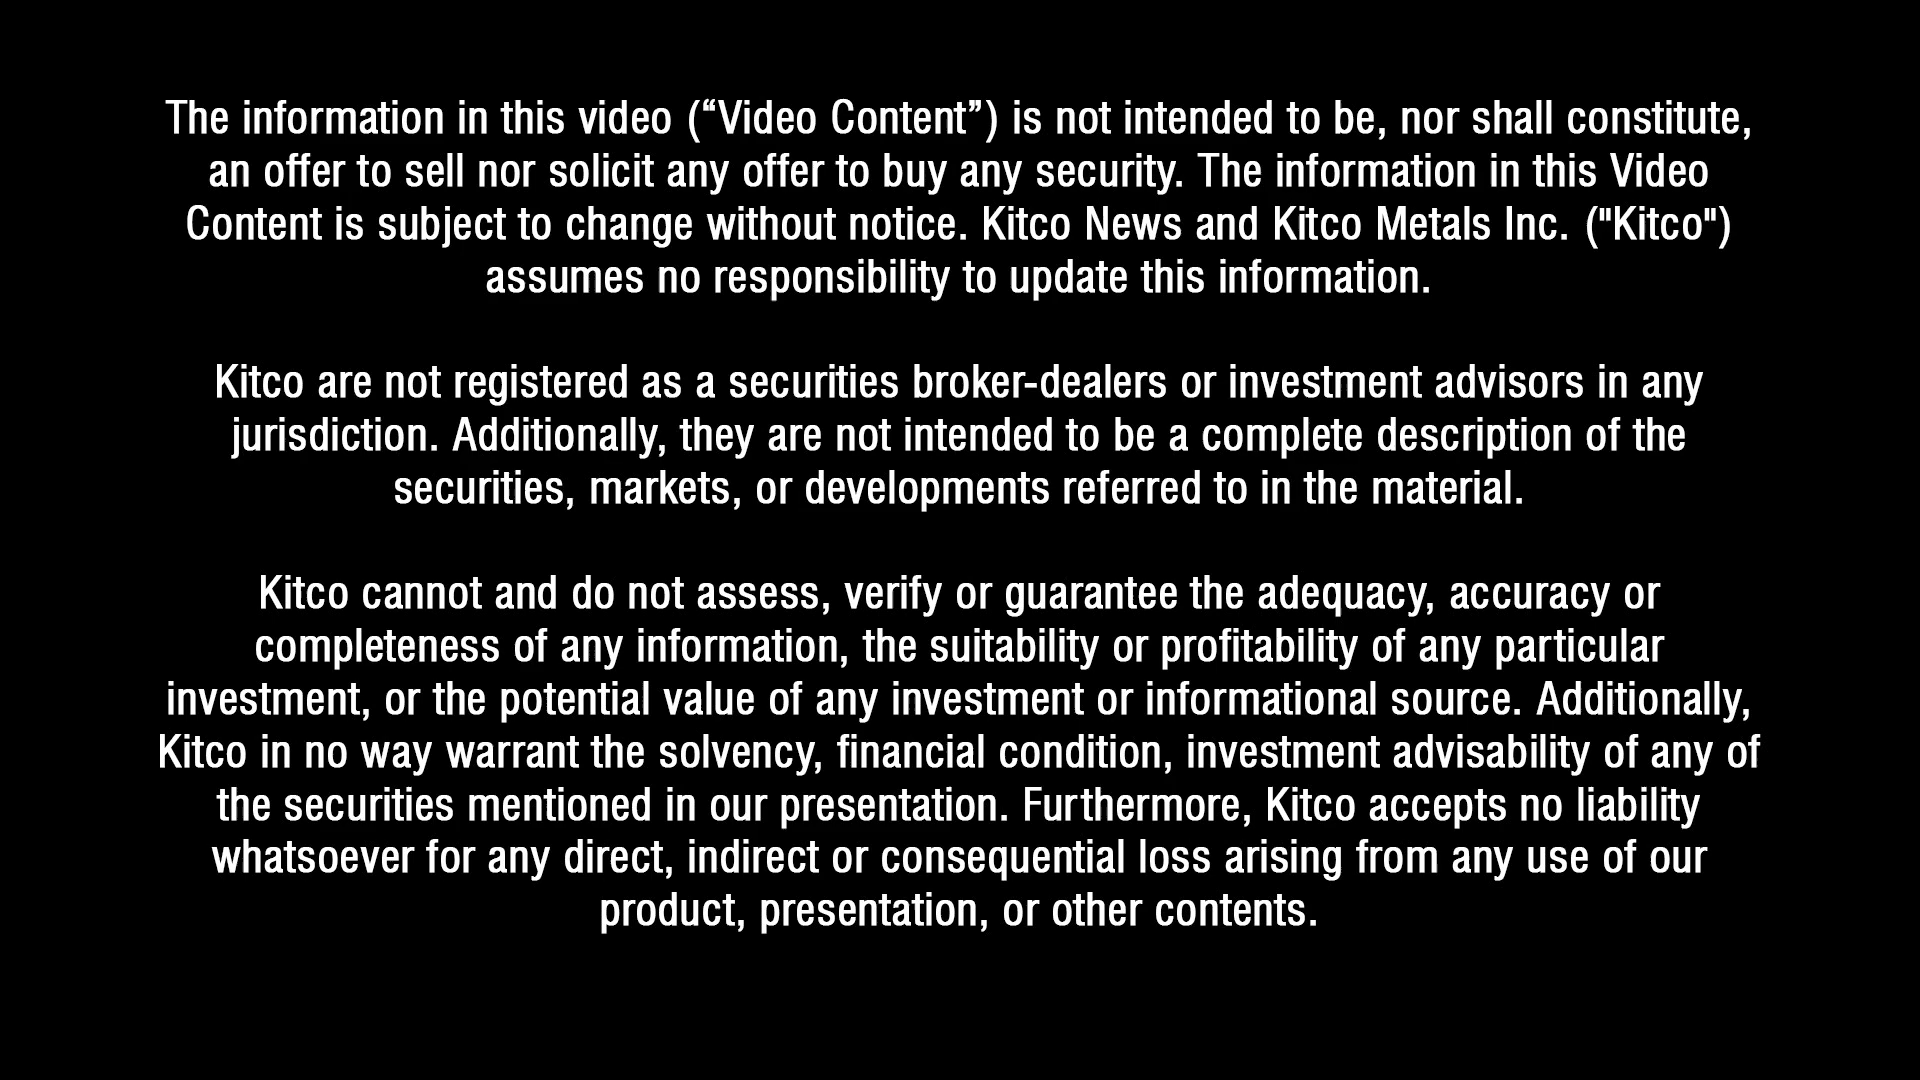 The information in this video (“Video Content”) is not intended to be, nor shall constitute,
an offer to sell nor solicit any offer to buy any security. The information in this Video
Content is subject to change without notice. Kitco News and Kitco Metals Inc. ("Kitco")
assumes no responsibility to update this information.
Kitco are not registered as a securities broker-dealers or investment advisors in any
jurisdiction. Additionally, they are not intended to be a complete description of the
securities, markets, or developments referred to in the material.
Kitco cannot and do not assess, verify or guarantee the adequacy, accuracy or
completeness of any information, the suitability or profitability of any particular
investment, or the potential value of any investment or informational source. Additionally,
Kitco in no way warrant the solvency, financial condition, investment advisability of any of
the securities mentioned in our presentation. Furthermore, Kitco accepts no liability
whatsoever for any direct, indirect or consequential loss arising from any use of our
product, presentation, or other contents.